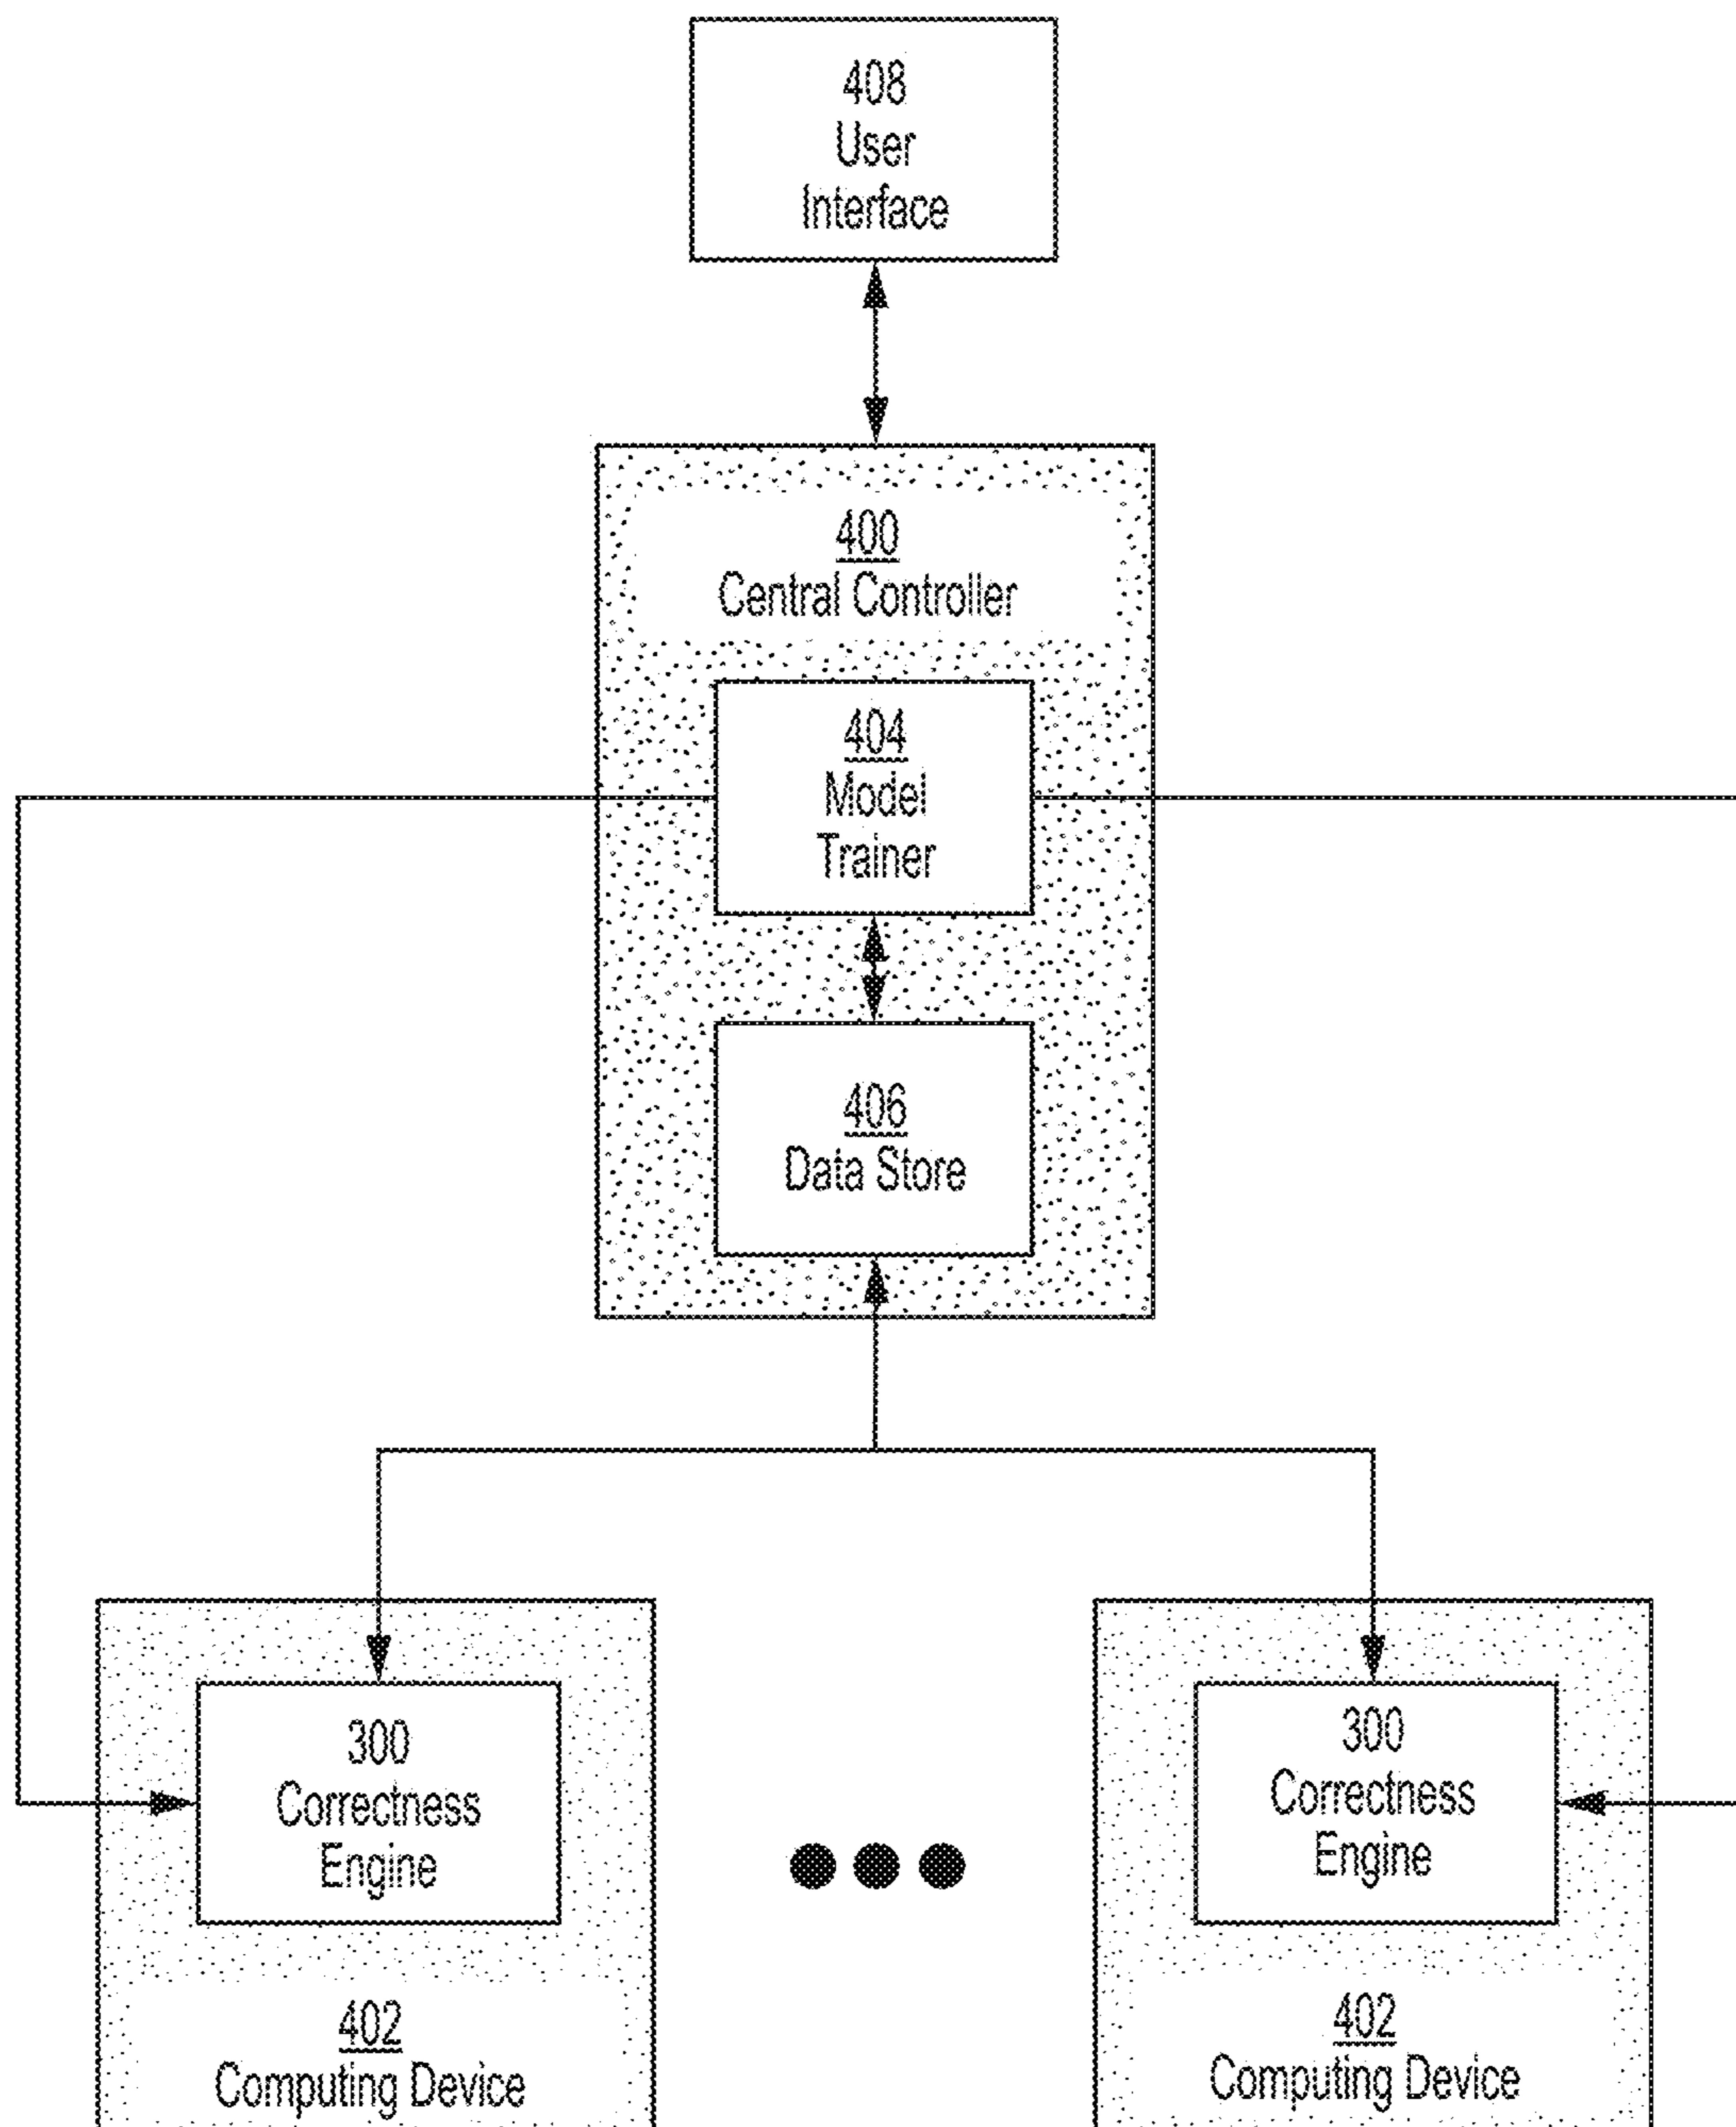 408
User
Interface
400
Central Controller
404
Model
Trainer
406
Data Store
300
Correctness
Engine
402
Computing Device
300
Correctness
Engine
402
Computing Device